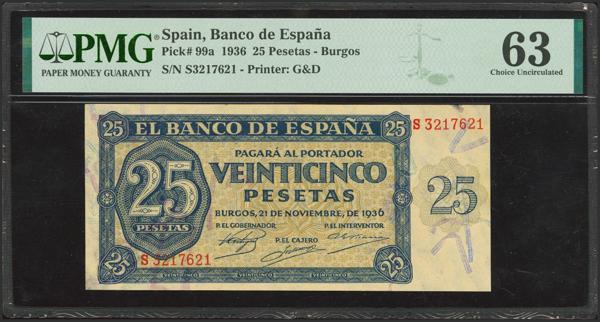 PMG
PAPER MONEY GUARANTY
Spain, Banco de España
Pick# 99a 1936 25 Pesetas - Burgos
S/N S3217621 - Printer: G&D
63
Choice Uncirculated
25
25
EL BANCO DE ESPAÑA
S 3217621
PAGARÁ AL PORTADOR
VEINTICINCO
PESETAS
25
PESETAS
25
BURGOS, 21 DE NOVIEMBRE, DE 1936
P. EL GOBERNADOR
P. EL INTERVENTOR
P. EL CAJERO
S 3217621
25
VEINTICINCO
VEINTICINCO
25